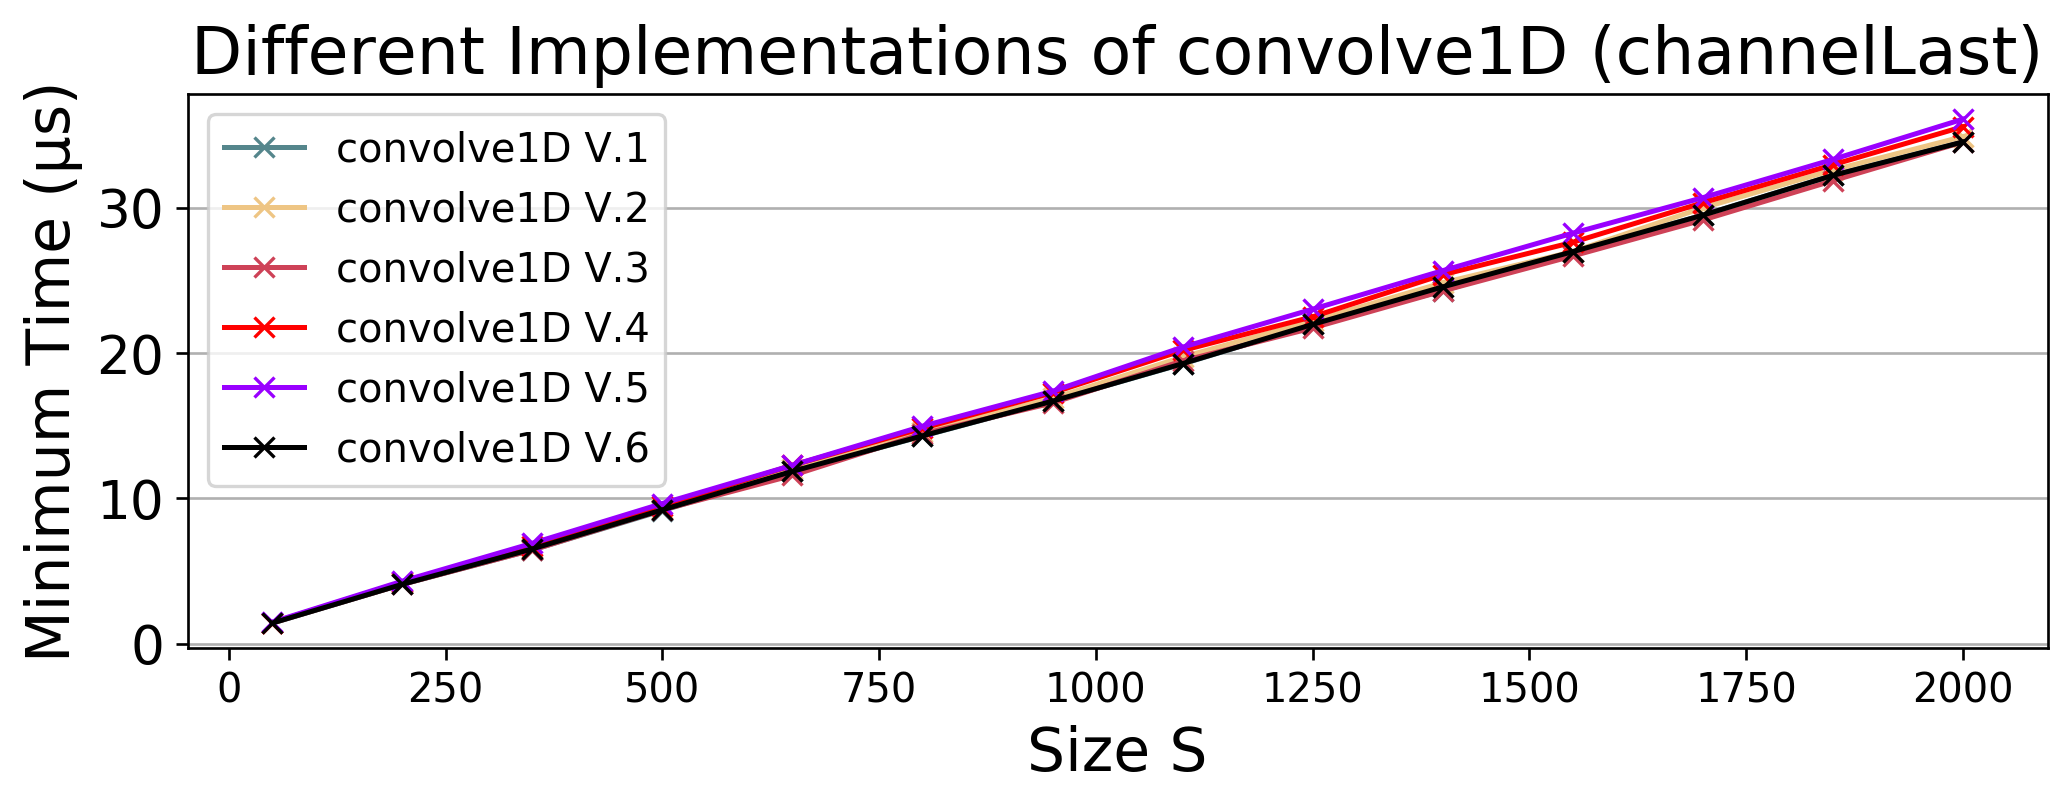 Different Implementations of convolve1D (channelLast)
Minimum Time (µs)
30
20
10
0
convolve1D V.1
convolve1D V.2
convolve1D V.3
convolve1D V.4
convolve1D V.5
convolve1D V.6
0 250 500 750 1000 1250 1500 1750 2000
Size S